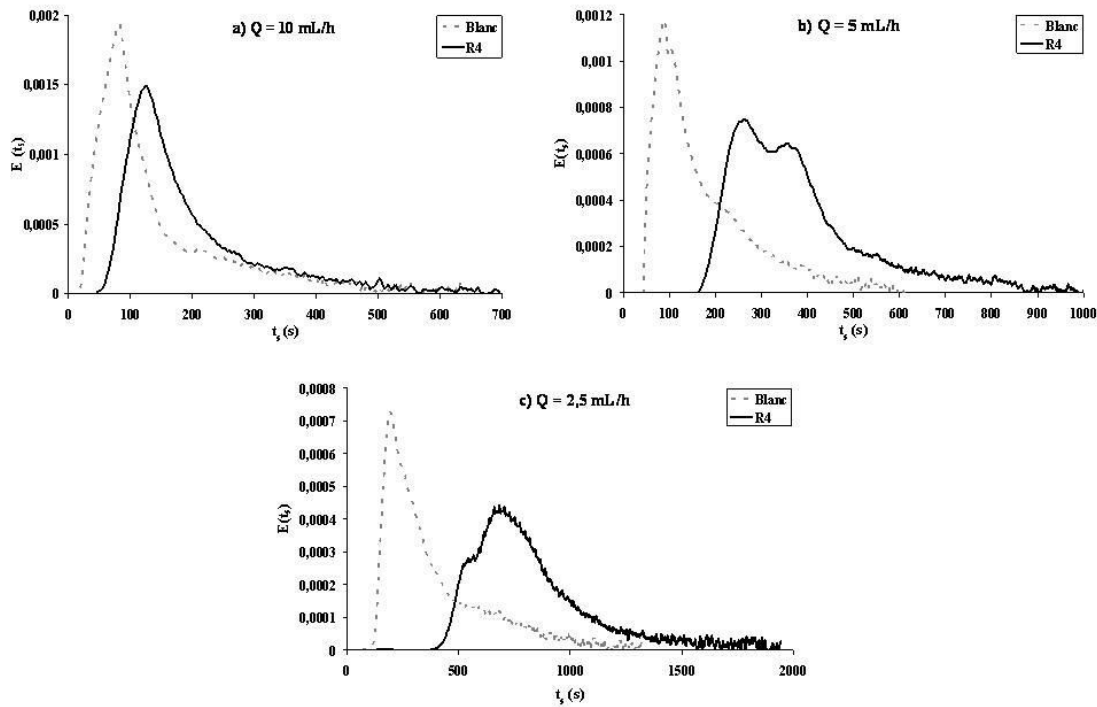 a) Q = 10 mL/h
Blanc
R4
0,002
0,0015
0,001
0,0005
0
E (ts)
0 100 200 300 400 500 600 700
ts (s)
b) Q = 5 mL/h
Blanc
R4
0,0012
0,001
0,0008
0,0006
0,0004
0,0002
0
E(ts)
0 100 200 300 400 500 600 700 800 900 1000
ts (s)
c) Q = 2,5 mL/h
Blanc
R4
0,0008
0,0007
0,0006
0,0005
0,0004
0,0003
0,0002
0,0001
0
E(ts)
0 500 1000 1500 2000
ts (s)